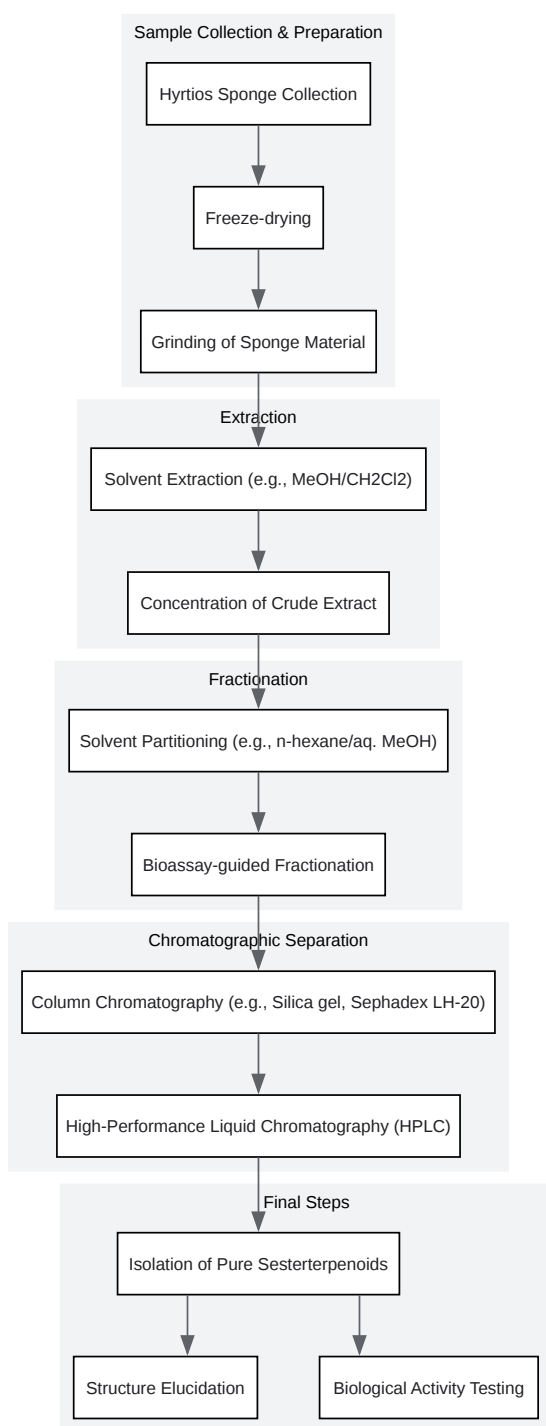 Sample Collection & Preparation
Hyrtios Sponge Collection
Freeze-drying
Grinding of Sponge Material
Extraction
Solvent Extraction (e.g., MeOH/CH2Cl2)
Concentration of Crude Extract
Fractionation
Solvent Partitioning (e.g., n-hexane/aq. MeOH)
Bioassay-guided Fractionation
Chromatographic Separation
Column Chromatography (e.g., Silica gel, Sephadex LH-20)
High-Performance Liquid Chromatography (HPLC)
Final Steps
Isolation of Pure Sesterterpenoids
Structure Elucidation
Biological Activity Testing